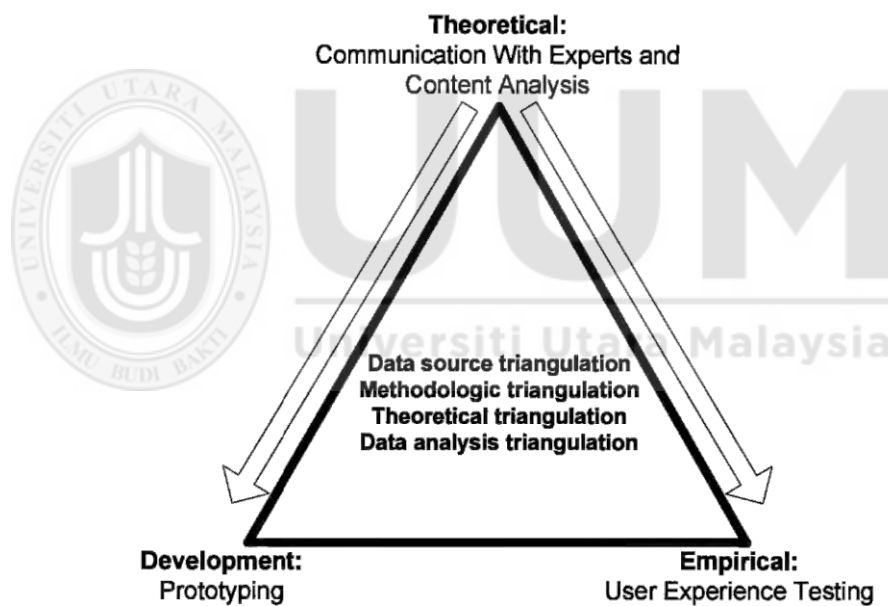 Theoretical:
Communication With Experts and
Content Analysis
UNIVERSITI UTARA MALAYSIA
UUM
Universiti Utara Malaysia
ILMU BUDI BAKTI
Data source triangulation
Methodologic triangulation
Theoretical triangulation
Data analysis triangulation
Development:
Prototyping
Empirical:
User Experience Testing